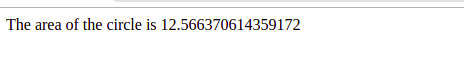 The area of the circle is 12.566370614359172